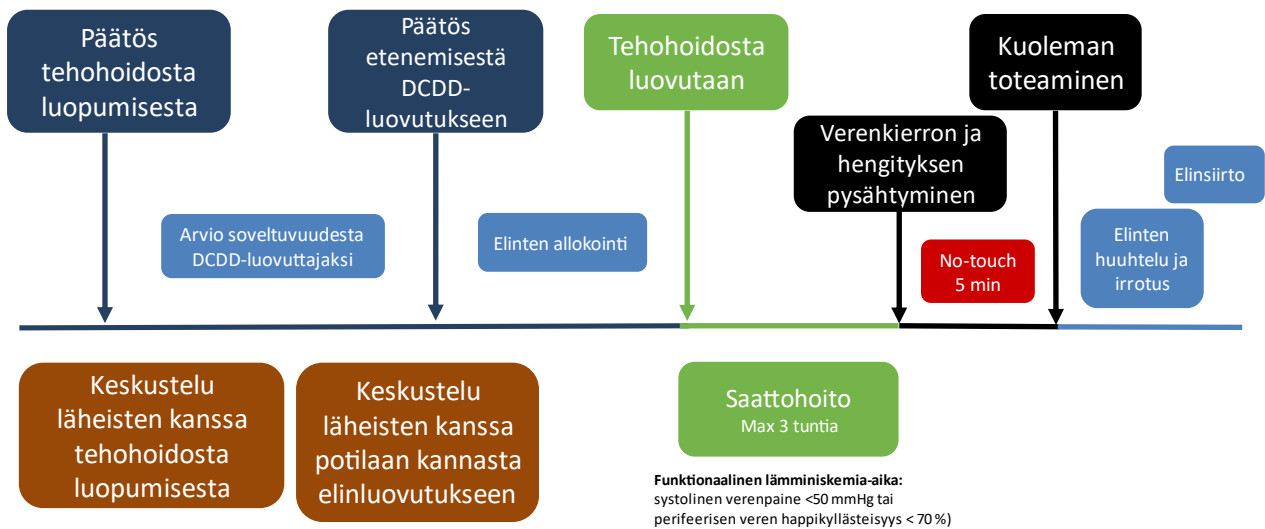 Päätös
tehohoidosta
luopumisesta
Päätös
etenemisestä
DCDD-
luovutukseen
Tehohoidosta
luovutaan
Kuoleman
toteaminen
Verenkierron ja
hengityksen
pysähtyminen
Elinsiirto
Arvio soveltuvuudesta
DCDD-luovuttajaksi
Elinten allokointi
No-touch
5 min
Elinten
huuhtelu ja
irrotus
Keskustelu
läheisten kanssa
tehohoidosta
luopumisesta
Keskustelu
läheisten kanssa
potilaan kannasta
elinluovutukseen
Saattohoito
Max 3 tuntia
Funktionaalinen lämminiskemia-aika:
systolinen verenpaine <50 mmHg tai
perifeerisen veren happikyllästeisyys < 70 %)